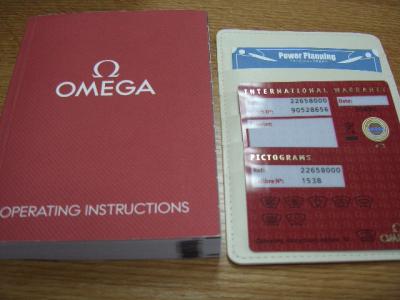 Ω
OMEGA
OPERATING INSTRUCTIONS
Power Planning
INTERNATIONAL WARRANTY
22658000
Date:
90528656
PICTOGRAMS
Ref: 22658000
1538